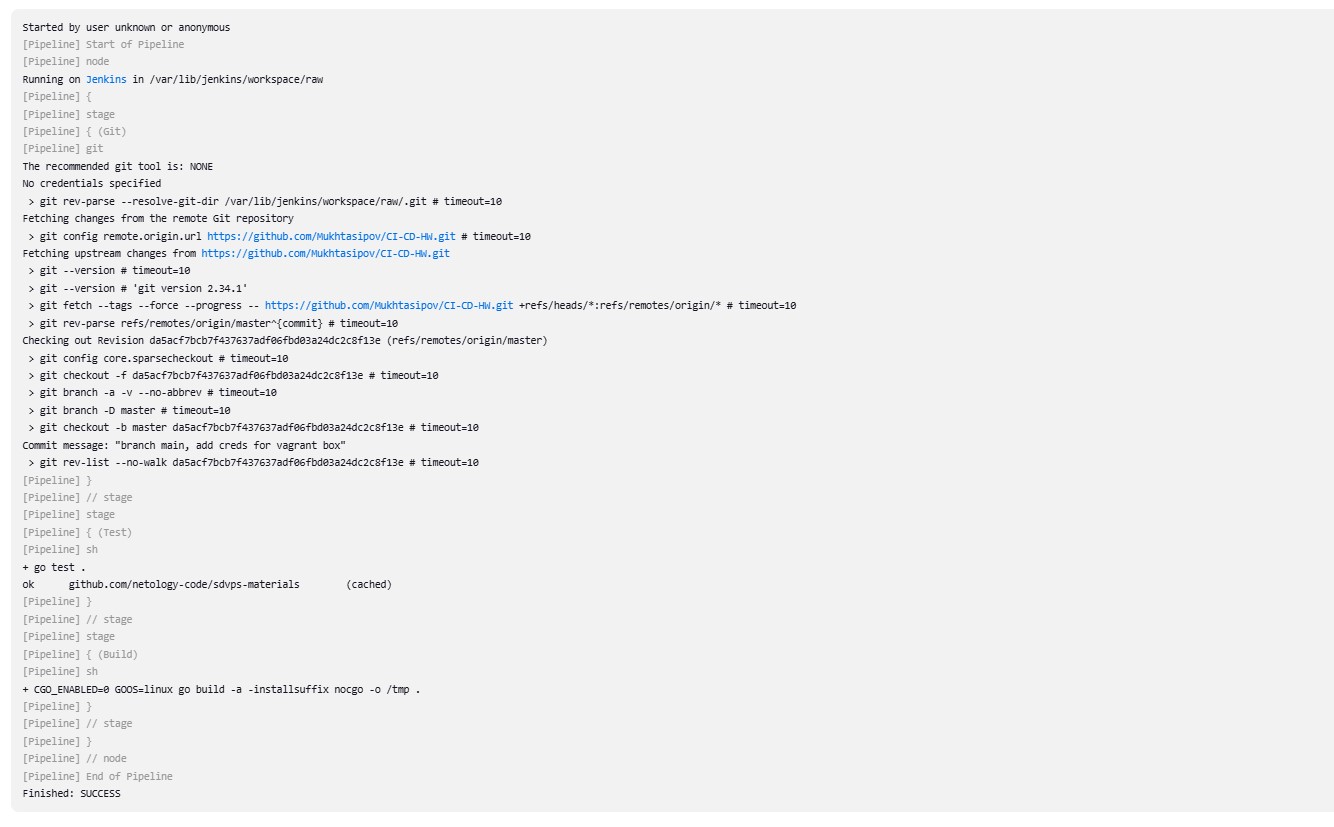 Started by user unknown or anonymous
[Pipeline] Start of Pipeline
[Pipeline] node
Running on Jenkins in /var/lib/jenkins/workspace/raw
[Pipeline] {
[Pipeline] stage
[Pipeline] { (Git)
[Pipeline] git
The recommended git tool is: NONE
No credentials specified
 > git rev-parse --resolve-git-dir /var/lib/jenkins/workspace/raw/.git # timeout=10
Fetching changes from the remote Git repository
 > git config remote.origin.url https://github.com/Mukhtasipov/CI-CD-HW.git # timeout=10
Fetching upstream changes from https://github.com/Mukhtasipov/CI-CD-HW.git
 > git --version # timeout=10
 > git --version # 'git version 2.34.1'
 > git fetch --tags --force --progress -- https://github.com/Mukhtasipov/CI-CD-HW.git +refs/heads/*:refs/remotes/origin/* # timeout=10
 > git rev-parse refs/remotes/origin/master^{commit} # timeout=10
Checking out Revision da5acf7bcb7f437637adf06fbd03a24dc2c8f13e (refs/remotes/origin/master)
 > git config core.sparsecheckout # timeout=10
 > git checkout -f da5acf7bcb7f437637adf06fbd03a24dc2c8f13e # timeout=10
 > git branch -a -v --no-abbrev # timeout=10
 > git branch -D master # timeout=10
 > git checkout -b master da5acf7bcb7f437637adf06fbd03a24dc2c8f13e # timeout=10
Commit message: "branch main, add creds for vagrant box"
 > git rev-list --no-walk da5acf7bcb7f437637adf06fbd03a24dc2c8f13e # timeout=10
[Pipeline] }
[Pipeline] // stage
[Pipeline] stage
[Pipeline] { (Test)
[Pipeline] sh
+ go test .
ok      github.com/netology-code/sdvps-materials        (cached)
[Pipeline] }
[Pipeline] // stage
[Pipeline] stage
[Pipeline] { (Build)
[Pipeline] sh
+ CGO_ENABLED=0 GOOS=linux go build -a -installsuffix nocgo -o /tmp .
[Pipeline] }
[Pipeline] // stage
[Pipeline] }
[Pipeline] // node
[Pipeline] End of Pipeline
Finished: SUCCESS